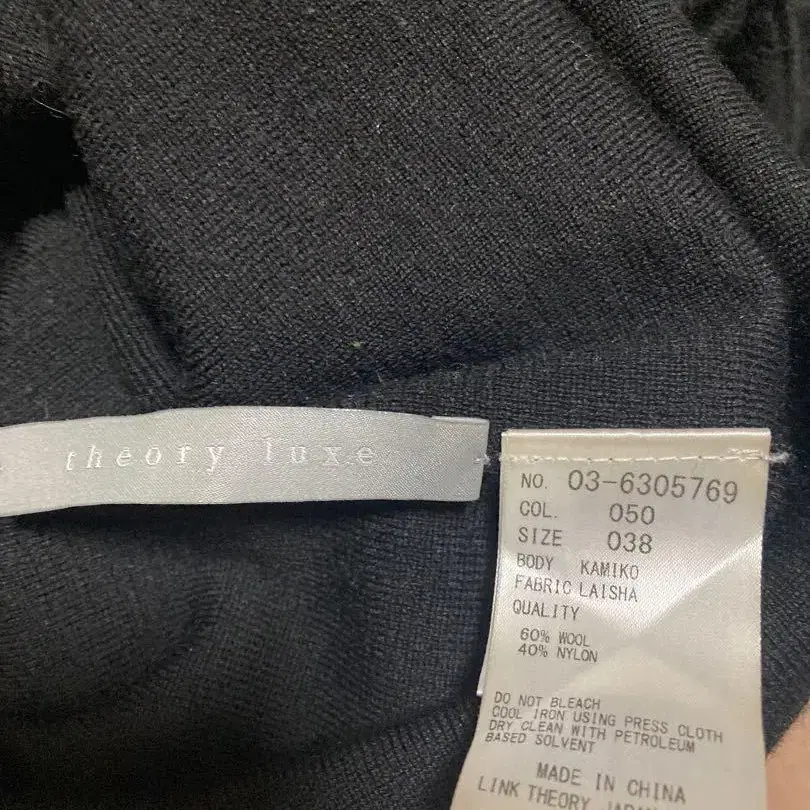 theory luxe
NO. 03-6305769
COL. 050
SIZE 038
BODY KAMIKO
FABRIC LAISHA
QUALITY
60% WOOL
40% NYLON
DO NOT BLEACH
COOL IRON USING PRESS CLOTH
DRY CLEAN WITH PETROLEUM
BASED SOLVENT
MADE IN CHINA
LINK THEORY